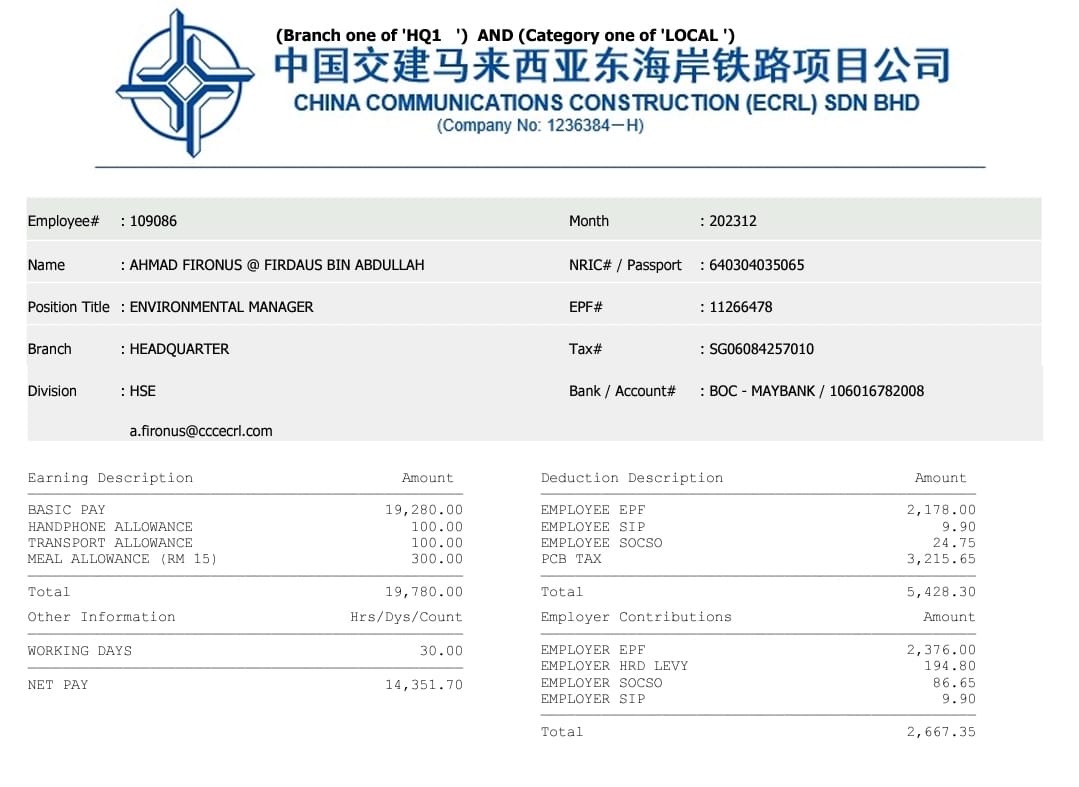 (Branch one of 'HQ1   ')  AND (Category one of 'LOCAL ')
中国交建马来西亚东海岸铁路项目公司
CHINA COMMUNICATIONS CONSTRUCTION (ECRL) SDN BHD
(Company No: 1236384－H)
Employee# : 109086 Month : 202312
Name : AHMAD FIRONUS @ FIRDAUS BIN ABDULLAH NRIC# / Passport : 640304035065
Position Title : ENVIRONMENTAL MANAGER EPF# : 11266478
Branch : HEADQUARTER Tax# : SG06084257010
Division : HSE Bank / Account# : BOC - MAYBANK / 106016782008
a.fironus@cccecrl.com
Earning Description Amount Deduction Description Amount
BASIC PAY 19,280.00 EMPLOYEE EPF 2,178.00
HANDPHONE ALLOWANCE 100.00 EMPLOYEE SIP 9.90
TRANSPORT ALLOWANCE 100.00 EMPLOYEE SOCSO 24.75
MEAL ALLOWANCE (RM 15) 300.00 PCB TAX 3,215.65
Total 19,780.00 Total 5,428.30
Other Information Hrs/Dys/Count Employer Contributions Amount
WORKING DAYS 30.00 EMPLOYER EPF 2,376.00
EMPLOYER HRD LEVY 194.80
NET PAY 14,351.70 EMPLOYER SOCSO 86.65
EMPLOYER SIP 9.90
Total 2,667.35